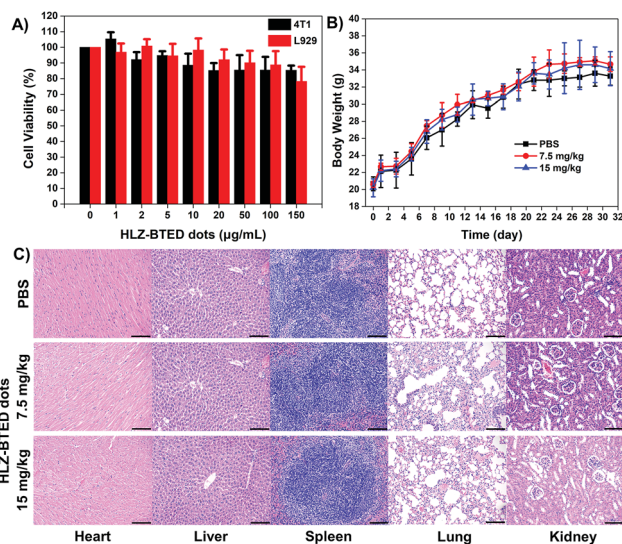 A)
4T1
L929
Cell Viability (%)
130
120
110
100
90
80
70
60
50
40
30
20
10
0
0 1 2 5 10 20 50 100 150
HLZ-BTED dots (μg/mL)
B)
Body Weight (g)
38
36
34
32
30
28
26
24
22
20
18
PBS
7.5 mg/kg
15 mg/kg
0 2 4 6 8 10 12 14 16 18 20 22 24 26 28 30 32
Time (day)
C)
PBS
7.5 mg/kg
15 mg/kg
HLZ-BTED dots
Heart Liver Spleen Lung Kidney